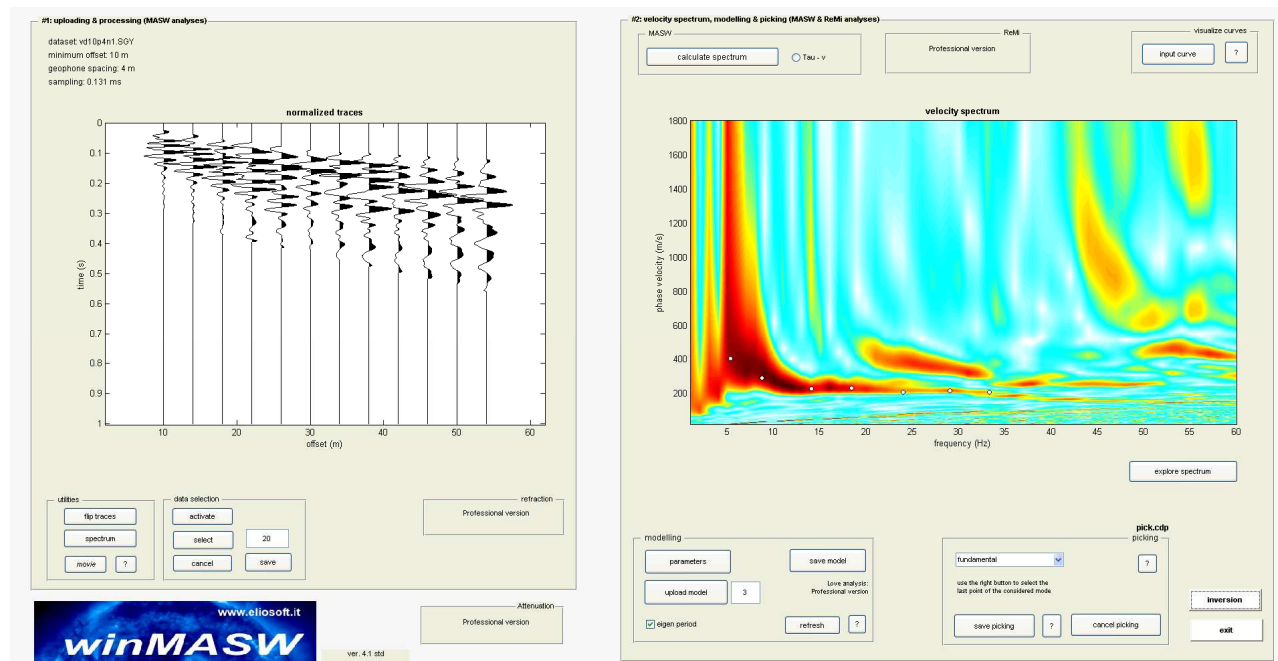 #1: uploading & processing (MASW analyses)
dataset: vd10p4n1.SGY
minimum offset: 10 m
geophone spacing: 4 m
sampling: 0.131 ms
normalized traces
0
0.1
0.2
0.3
0.4
0.5
0.6
0.7
0.8
0.9
1
time (s)
10 20 30 40 50 60
offset (m)
utilities
flip traces
spectrum
movie ?
data selection
activate
select 20
cancel save
refraction
Professional version
www.eliosoft.it
winMASW
ver. 4.1 std
Attenuation
Professional version
#2: velocity spectrum, modelling & picking (MASW & ReMi analyses)
MASW
calculate spectrum Tau - v
ReMi
Professional version
visualize curves
input curve ?
velocity spectrum
1800
1600
1400
1200
1000
800
600
400
200
phase velocity (m/s)
5 10 15 20 25 30 35 40 45 50 55 60
frequency (Hz)
explore spectrum
modelling
parameters save model
upload model 3
Love analysis:
Professional version
eigen period refresh ?
pick.cdp
picking
fundamental ?
use the right button to select the
last point of the considered mode
save picking ? cancel picking
inversion
exit